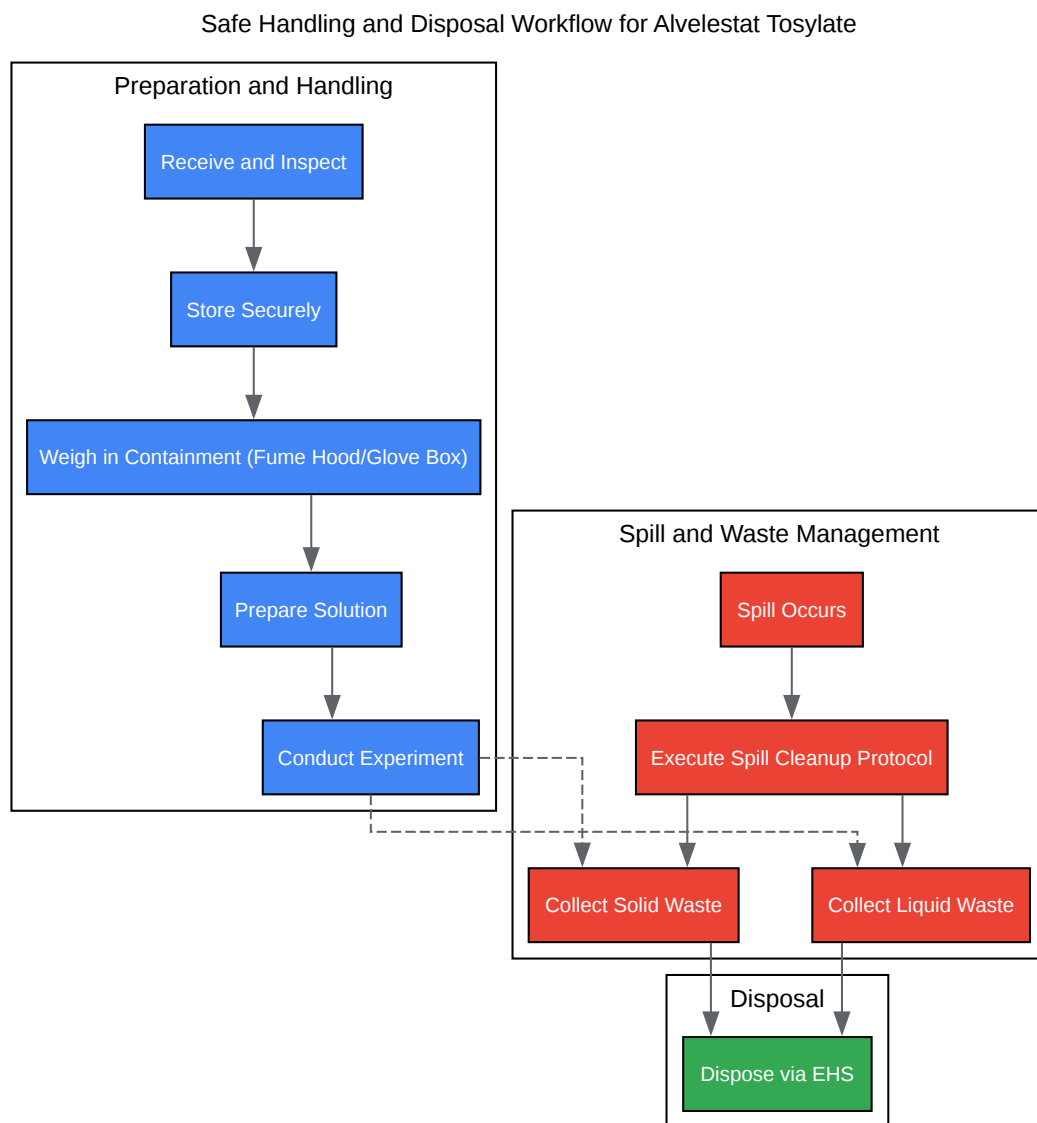 Safe Handling and Disposal Workflow for Alvelestat Tosylate
Preparation and Handling
Receive and Inspect
Store Securely
Weigh in Containment (Fume Hood/Glove Box)
Prepare Solution
Conduct Experiment
Spill and Waste Management
Spill Occurs
Execute Spill Cleanup Protocol
Collect Solid Waste
Collect Liquid Waste
Disposal
Dispose via EHS